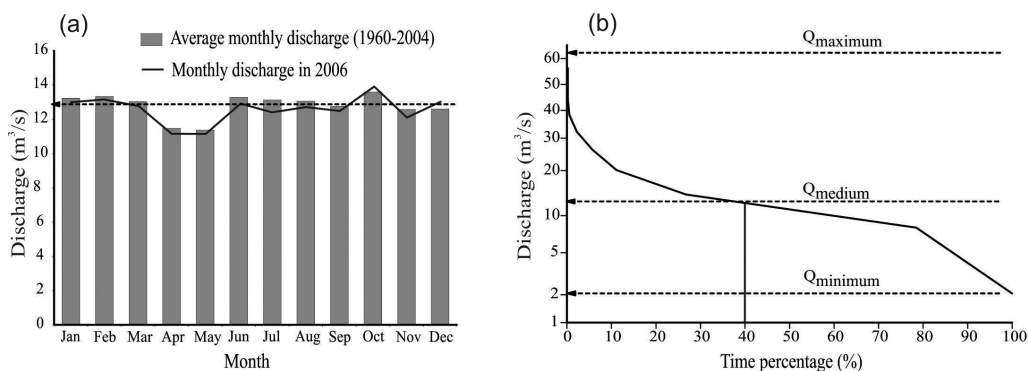 (a)
Average monthly discharge (1960-2004)
Monthly discharge in 2006
Discharge (m³/s)
16
14
12
10
8
6
4
2
0
Jan Feb Mar Apr May Jun Jul Aug Sep Oct Nov Dec
Month
(b)
Discharge (m³/s)
60
50
40
30
20
10
5
2
1
Qmaximum
Qmedium
Qminimum
0 10 20 30 40 50 60 70 80 90 100
Time percentage (%)